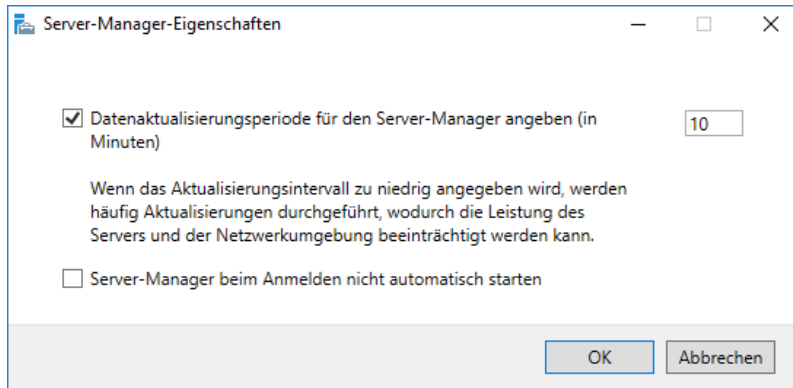 Server-Manager-Eigenschaften
Datenaktualisierungsperiode für den Server-Manager angeben (in
10
Minuten)
Wenn das Aktualisierungsintervall zu niedrig angegeben wird, werden
häufig Aktualisierungen durchgeführt, wodurch die Leistung des
Servers und der Netzwerkumgebung beeinträchtigt werden kann.
Server-Manager beim Anmelden nicht automatisch starten
OK
Abbrechen